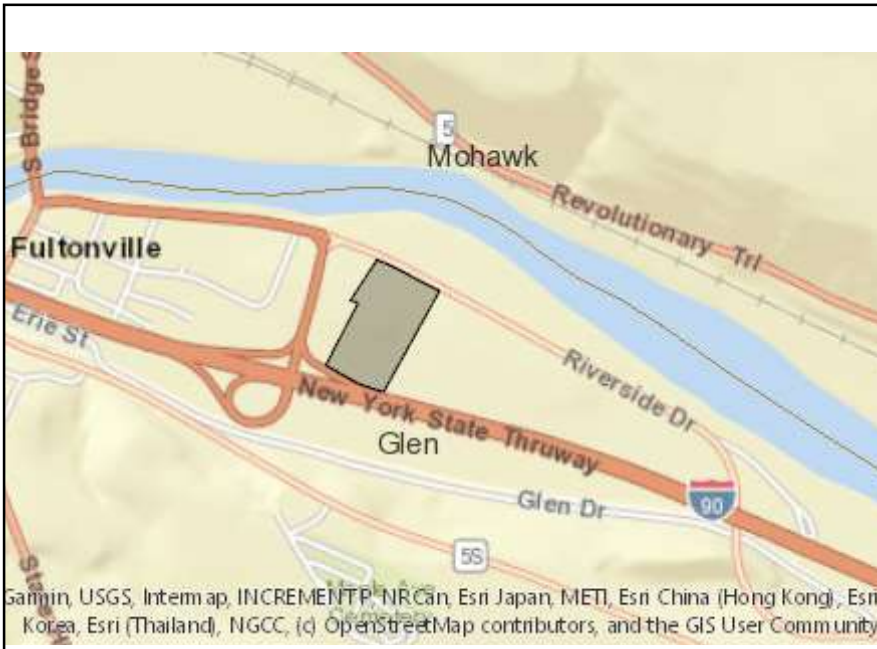 S Bridge S
5
Mohawk
Revolutionary Trl
Fultonville
Erie St
Riverside Dr
New York State Thruway
Glen
90
Glen Dr
5S
Garmin, USGS, Intermap, INCREMENT P, NRCan, Esri Japan, METI, Esri China (Hong Kong), Esri
Korea, Esri (Thailand), NGCC, (c) OpenStreetMap contributors, and the GIS User Community